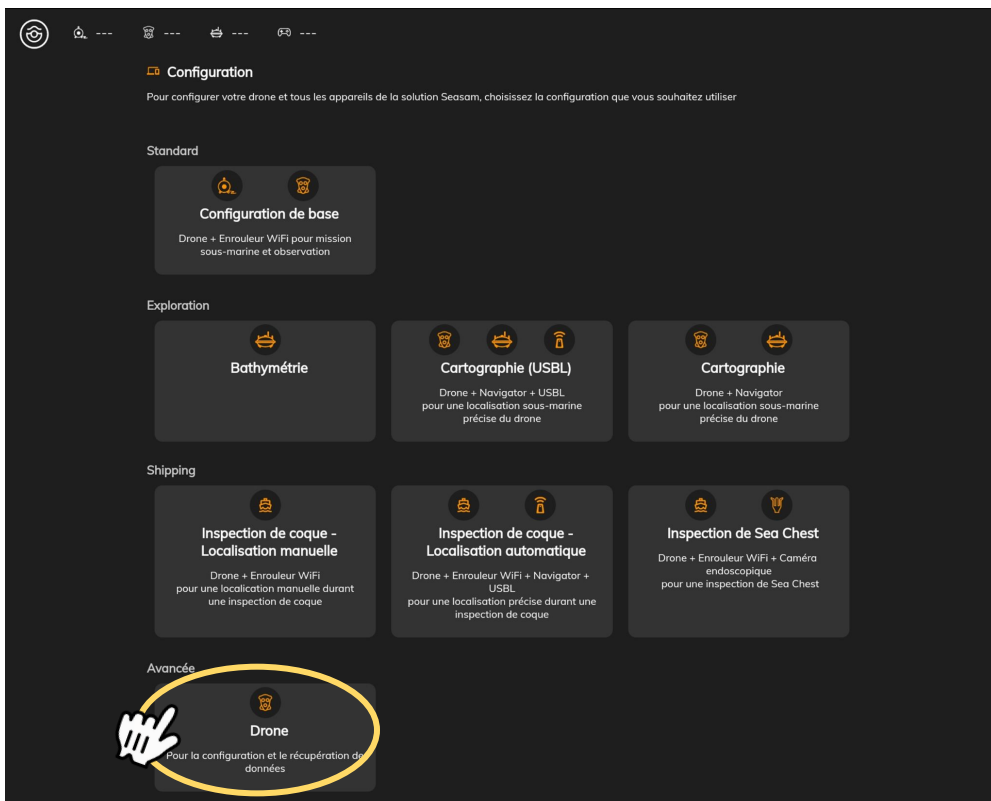 --- --- --- ---
Configuration
Pour configurer votre drone et tous les appareils de la solution Seasam, choisissez la configuration que vous souhaitez utiliser
Standard
Configuration de base
Drone + Enrouleur WiFi pour mission
sous-marine et observation
Exploration
Bathymétrie
Cartographie (USBL)
Drone + Navigator + USBL
pour une localisation sous-marine
précise du drone
Cartographie
Drone + Navigator
pour une localisation sous-marine
précise du drone
Shipping
Inspection de coque -
Localisation manuelle
Drone + Enrouleur WiFi
pour une localication manuelle durant
une inspection de coque
Inspection de coque -
Localisation automatique
Drone + Enrouleur WiFi + Navigator +
USBL
pour une localisation précise durant une
inspection de coque
Inspection de Sea Chest
Drone + Enrouleur WiFi + Caméra
endoscopique
pour une inspection de Sea Chest
Avancée
Drone
Pour la configuration et le récupération de
données